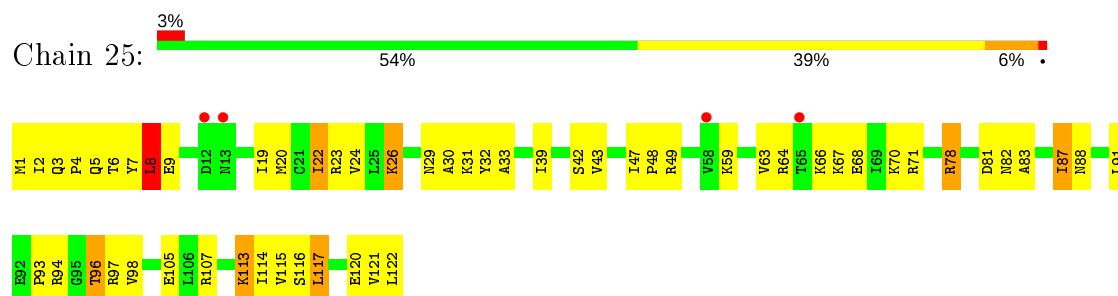 3%
Chain 25:
54% 39% 6% •
M1 I2 Q3 P4 Q5 T6 Y7 L8 E9 D12 N13 I19 M20 C21 I22 R23 V24 L25 K26 N29 A30 K31 Y32 A33 I39 S42 V43 I47 P48 R49 V58 K59 V63 R64 T65 K66 K67 E68 I69 K70 R71 R78 D81 N82 A83 I87 N88
E92 P93 R94 G95 T96 R97 V98 E105 L106 R107 K113 I114 V115 S116 L117 E120 V121 L122